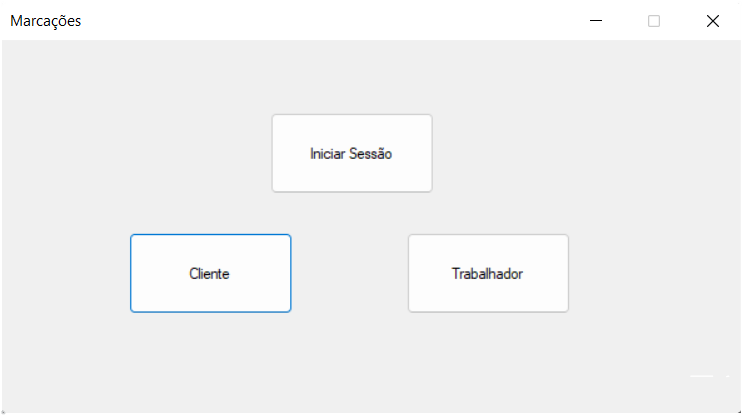 Marcações
Iniciar Sessão
Cliente
Trabalhador